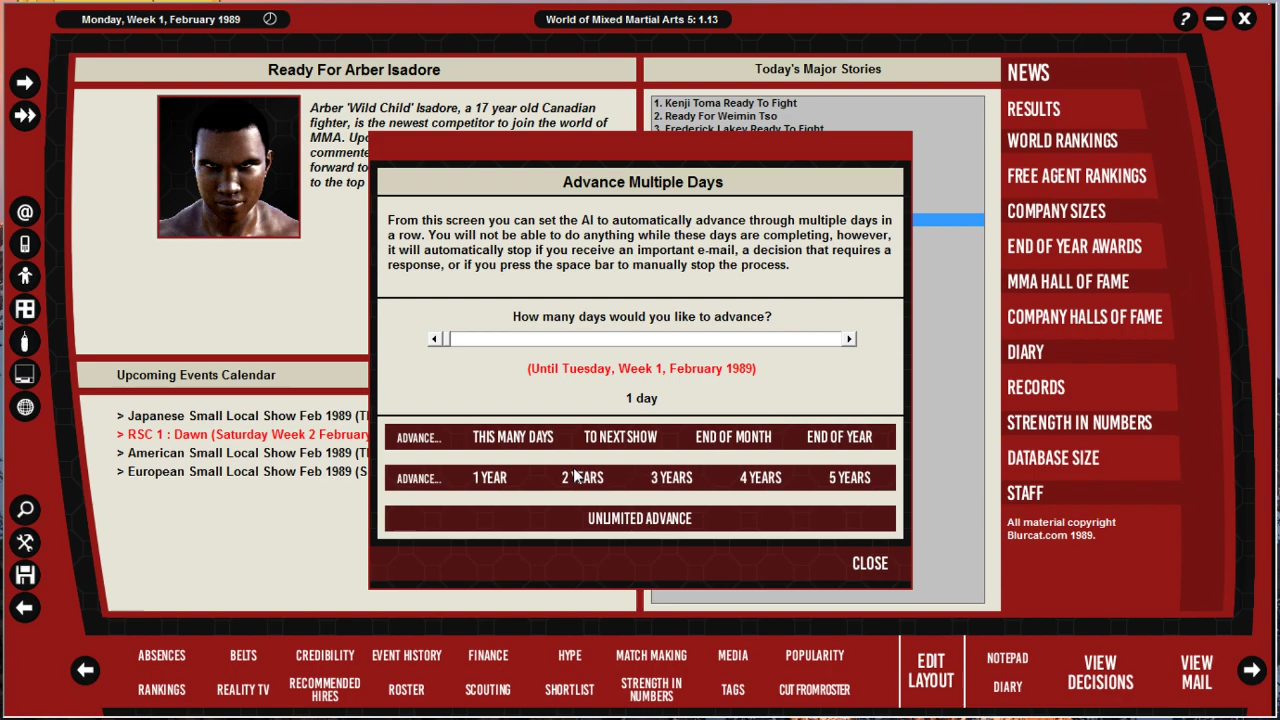 Monday, Week 1, February 1989
World of Mixed Martial Arts 5: 1.13
?
X
Ready For Arber Isadore
Arber 'Wild Child' Isadore, a 17 year old Canadian
fighter, is the newest competitor to join the world of
MMA. Upo
commente
forward to
to the top
Today's Major Stories
1. Kenji Toma Ready To Fight
2. Ready For Weimin Tso
3. Frederick Lakey Ready To Fight
Advance Multiple Days
From this screen you can set the AI to automatically advance through multiple days in
a row. You will not be able to do anything while these days are completing, however,
it will automatically stop if you receive an important e-mail, a decision that requires a
response, or if you press the space bar to manually stop the process.
How many days would you like to advance?
(Until Tuesday, Week 1, February 1989)
1 day
ADVANCE... THIS MANY DAYS TO NEXT SHOW END OF MONTH END OF YEAR
ADVANCE... 1 YEAR 2 YEARS 3 YEARS 4 YEARS 5 YEARS
UNLIMITED ADVANCE
CLOSE
Upcoming Events Calendar
> Japanese Small Local Show Feb 1989 (T
> RSC 1 : Dawn (Saturday Week 2 February
> American Small Local Show Feb 1989 (T
> European Small Local Show Feb 1989 (S
NEWS
RESULTS
WORLD RANKINGS
FREE AGENT RANKINGS
COMPANY SIZES
END OF YEAR AWARDS
MMA HALL OF FAME
COMPANY HALLS OF FAME
DIARY
RECORDS
STRENGTH IN NUMBERS
DATABASE SIZE
STAFF
All material copyright
Blurcat.com 1989.
@
ABSENCES BELTS CREDIBILITY EVENT HISTORY FINANCE HYPE MATCH MAKING MEDIA POPULARITY
RANKINGS REALITY TV RECOMMENDED HIRES ROSTER SCOUTING SHORTLIST STRENGTH IN NUMBERS TAGS CUT FROM ROSTER
EDIT
LAYOUT
NOTEPAD
DIARY
VIEW
DECISIONS
VIEW
MAIL